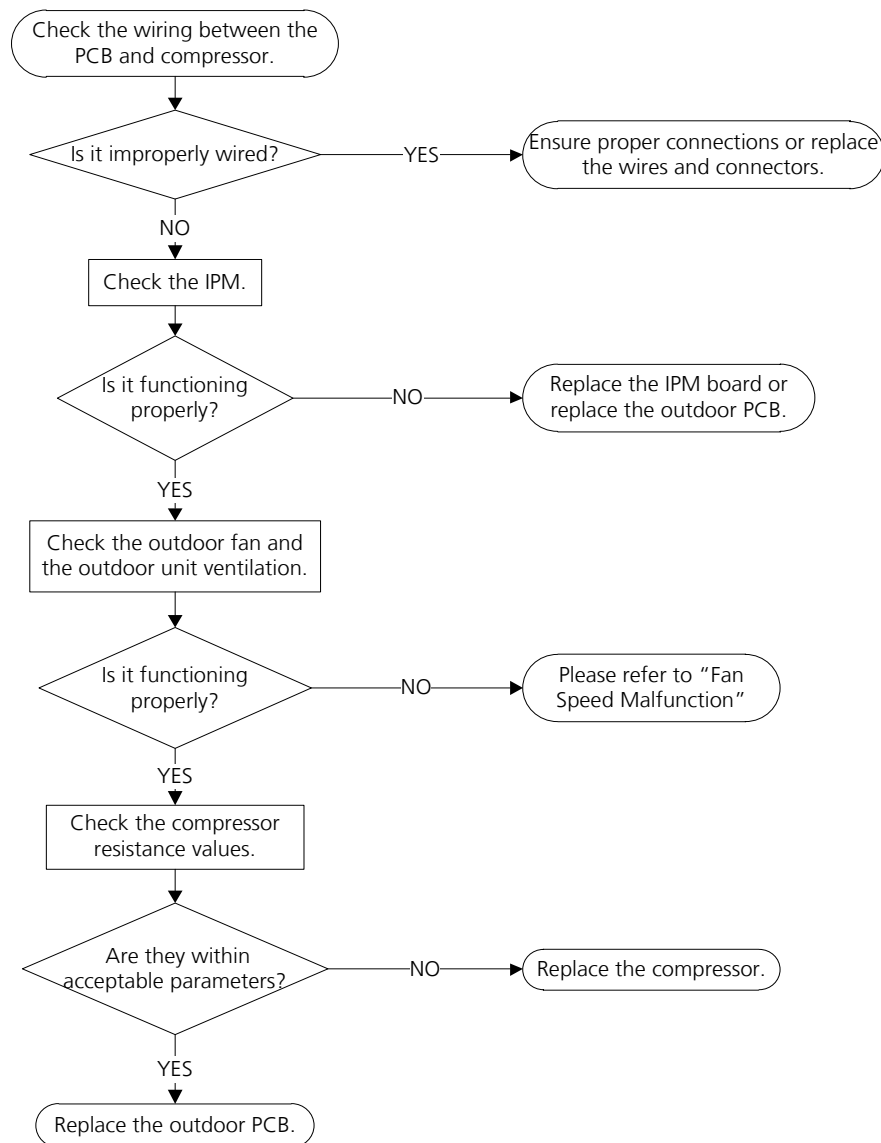 Check the wiring between the
PCB and compressor.
Is it improperly wired?
YES
Ensure proper connections or replace
the wires and connectors.
NO
Check the IPM.
Is it functioning
properly?
NO
Replace the IPM board or
replace the outdoor PCB.
YES
Check the outdoor fan and
the outdoor unit ventilation.
Is it functioning
properly?
NO
Please refer to “Fan
Speed Malfunction”
YES
Check the compressor
resistance values.
Are they within
acceptable parameters?
NO
Replace the compressor.
YES
Replace the outdoor PCB.